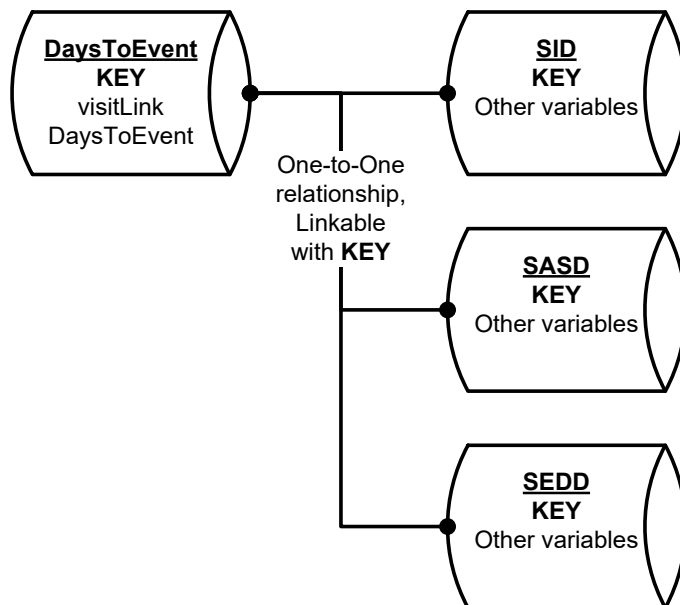 DaysToEvent
KEY
visitLink
DaysToEvent
SID
KEY
Other variables
One-to-One
relationship,
Linkable
with KEY
SASD
KEY
Other variables
SEDD
KEY
Other variables